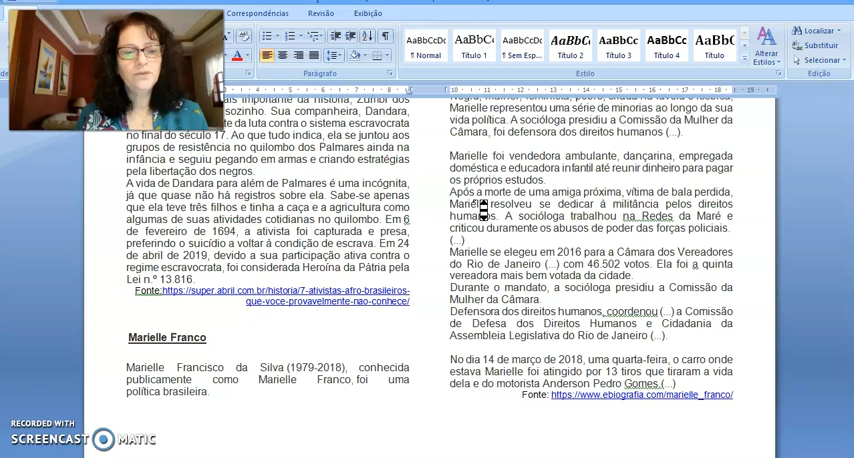 Correspondências Revisão Exibição
AaBbCcDc AaBbC AaBbCcDc AaBbC AaBbCc AaBbCc AaBbC
¶ Normal Título 1 ¶ Sem Esp... Título 2 Título 3 Título 4 Título
Alterar
Estilos
Localizar
Substituir
Selecionar
Parágrafo Estilo Edição
mais importante da história, Zumbi dos
sozinho. Sua companheira, Dandara,
te da luta contra o sistema escravocrata
no final do século 17. Ao que tudo indica, ela se juntou aos
grupos de resistência no quilombo dos Palmares ainda na
infância e seguiu pegando em armas e criando estratégias
pela libertação dos negros.
A vida de Dandara para além de Palmares é uma incógnita,
já que quase não há registros sobre ela. Sabe-se apenas
que ela teve três filhos e tinha a caça e a agricultura como
algumas de suas atividades cotidianas no quilombo. Em 6
de fevereiro de 1694, a ativista foi capturada e presa,
preferindo o suicídio a voltar à condição de escrava. Em 24
de abril de 2019, devido a sua participação ativa contra o
regime escravocrata, foi considerada Heroína da Pátria pela
Lei n.º 13.816.
Fonte:https://super.abril.com.br/historia/7-ativistas-afro-brasileiros-
que-voce-provavelmente-nao-conhece/
Marielle Franco
Marielle Francisco da Silva (1979-2018), conhecida
publicamente como Marielle Franco, foi uma
política brasileira.
Marielle representou uma série de minorias ao longo da sua
vida política. A socióloga presidiu a Comissão da Mulher da
Câmara, foi defensora dos direitos humanos (...).
Marielle foi vendedora ambulante, dançarina, empregada
doméstica e educadora infantil até reunir dinheiro para pagar
os próprios estudos.
Após a morte de uma amiga próxima, vítima de bala perdida,
Marielle resolveu se dedicar à militância pelos direitos
humanos. A socióloga trabalhou na Redes da Maré e
criticou duramente os abusos de poder das forças policiais.
(...)
Marielle se elegeu em 2016 para a Câmara dos Vereadores
do Rio de Janeiro (...) com 46.502 votos. Ela foi a quinta
vereadora mais bem votada da cidade.
Durante o mandato, a socióloga presidiu a Comissão da
Mulher da Câmara.
Defensora dos direitos humanos, coordenou (...) a Comissão
de Defesa dos Direitos Humanos e Cidadania da
Assembleia Legislativa do Rio de Janeiro (...).
No dia 14 de março de 2018, uma quarta-feira, o carro onde
estava Marielle foi atingido por 13 tiros que tiraram a vida
dela e do motorista Anderson Pedro Gomes.(...)
Fonte: https://www.ebiografia.com/marielle_franco/
RECORDED WITH
SCREENCAST MATIC